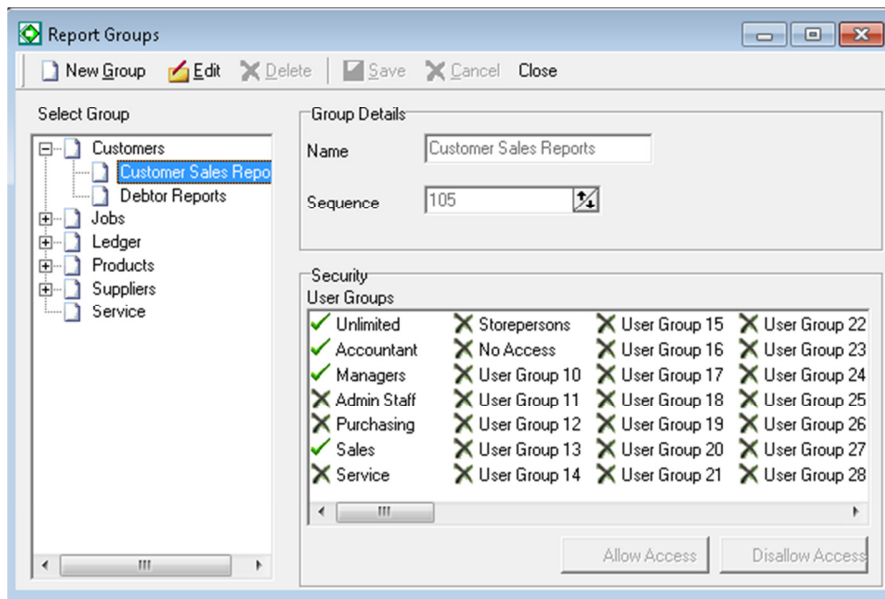 Report Groups
New Group Edit Delete Save Cancel Close
Select Group
Customers
Customer Sales Repo
Debtor Reports
Jobs
Ledger
Products
Suppliers
Service
Group Details
Name Customer Sales Reports
Sequence 105
Security
User Groups
Unlimited Storepersons User Group 15 User Group 22
Accountant No Access User Group 16 User Group 23
Managers User Group 10 User Group 17 User Group 24
Admin Staff User Group 11 User Group 18 User Group 25
Purchasing User Group 12 User Group 19 User Group 26
Sales User Group 13 User Group 20 User Group 27
Service User Group 14 User Group 21 User Group 28
Allow Access Disallow Access